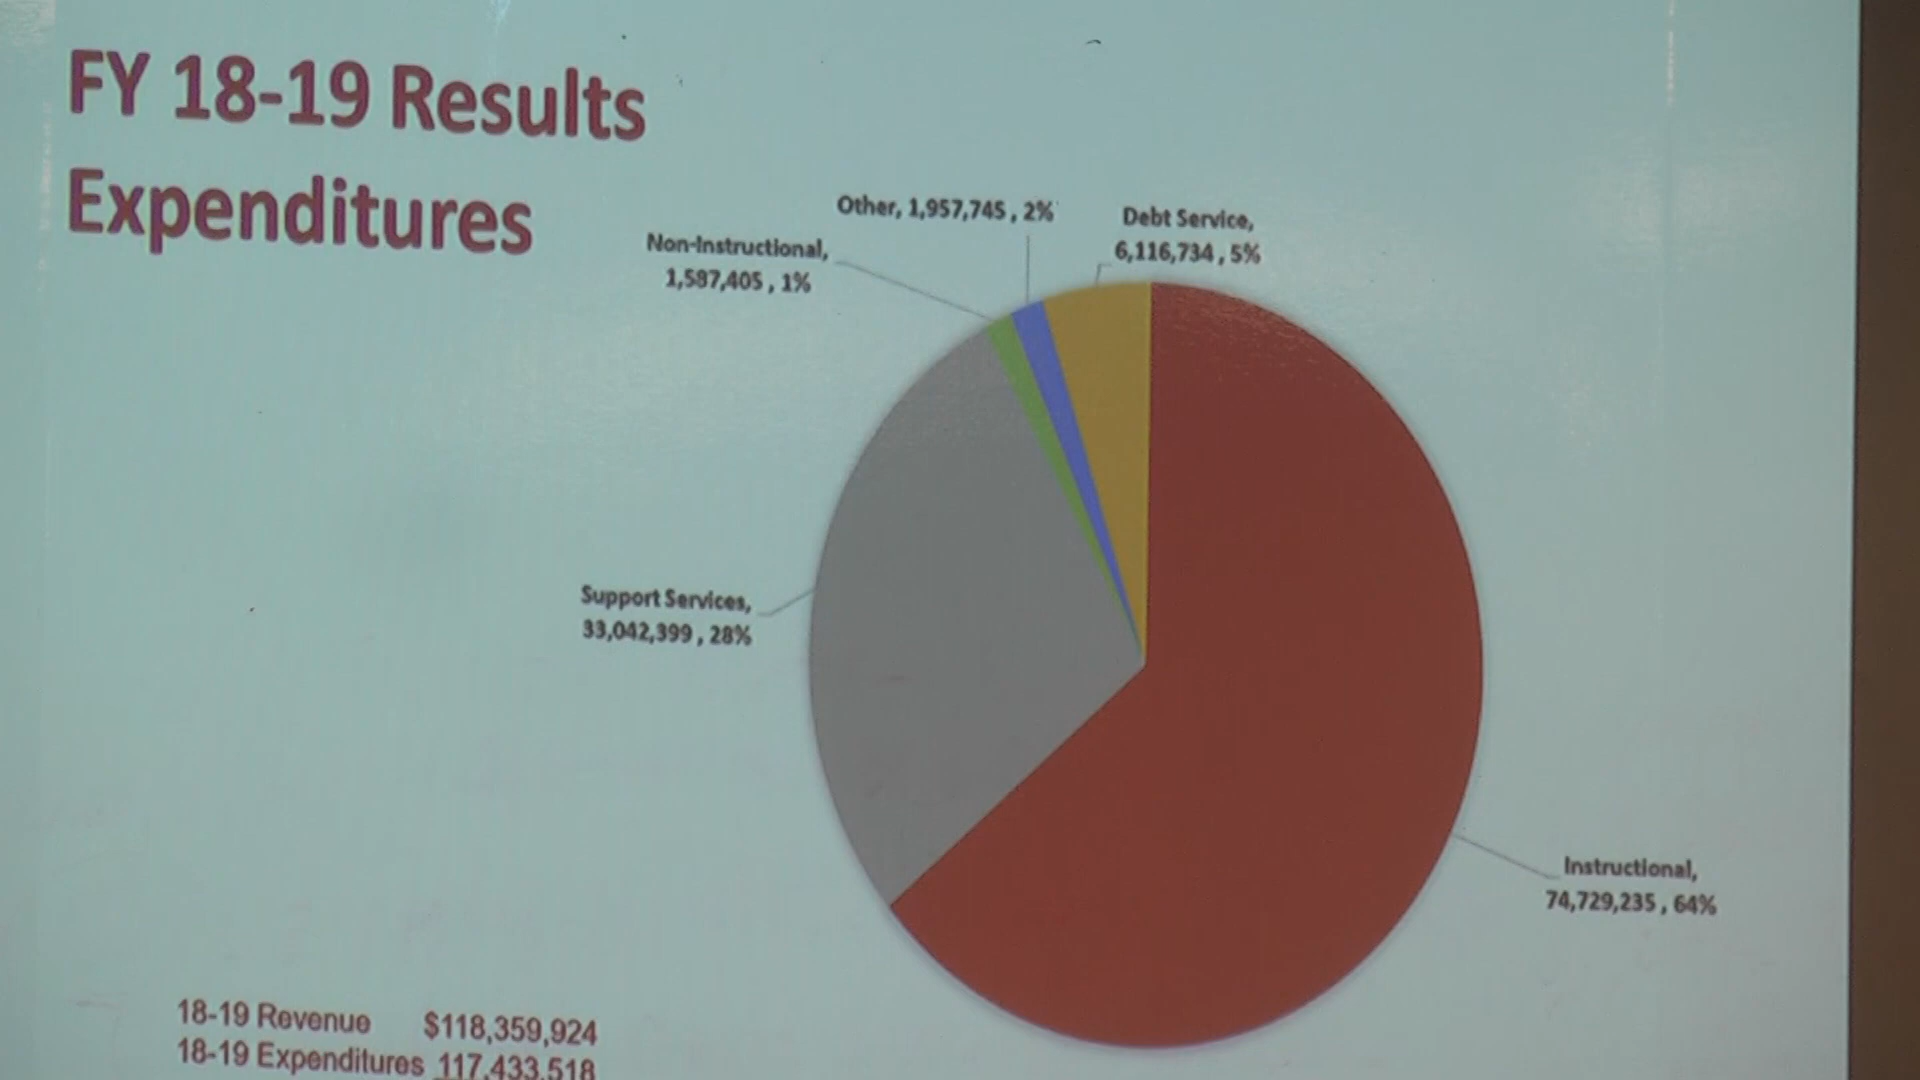 FY 18-19 Results
Expenditures
Other, 1,957,745 , 2%
Debt Service,
6,116,734 , 5%
Non-Instructional,
1,587,405 , 1%
Support Services,
33,042,399 , 28%
Instructional,
74,729,235 , 64%
18-19 Revenue $118,359,924
18-19 Expenditures 117,433,518